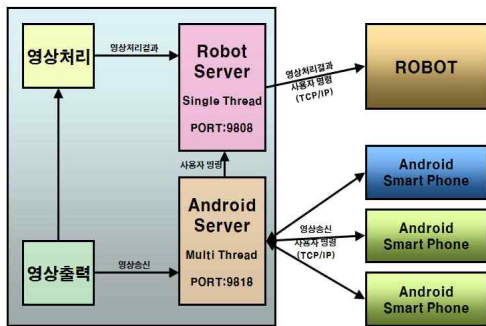 영상처리
영상처리결과
Robot
Server
Single Thread
PORT:9808
영상처리결과
사용자 명령
(TCP/IP)
ROBOT
사용자 명령
Android
Server
Multi Thread
PORT:9818
영상출력
영상송신
영상송신
사용자 명령
(TCP/IP)
Android
Smart Phone
Android
Smart Phone
Android
Smart Phone